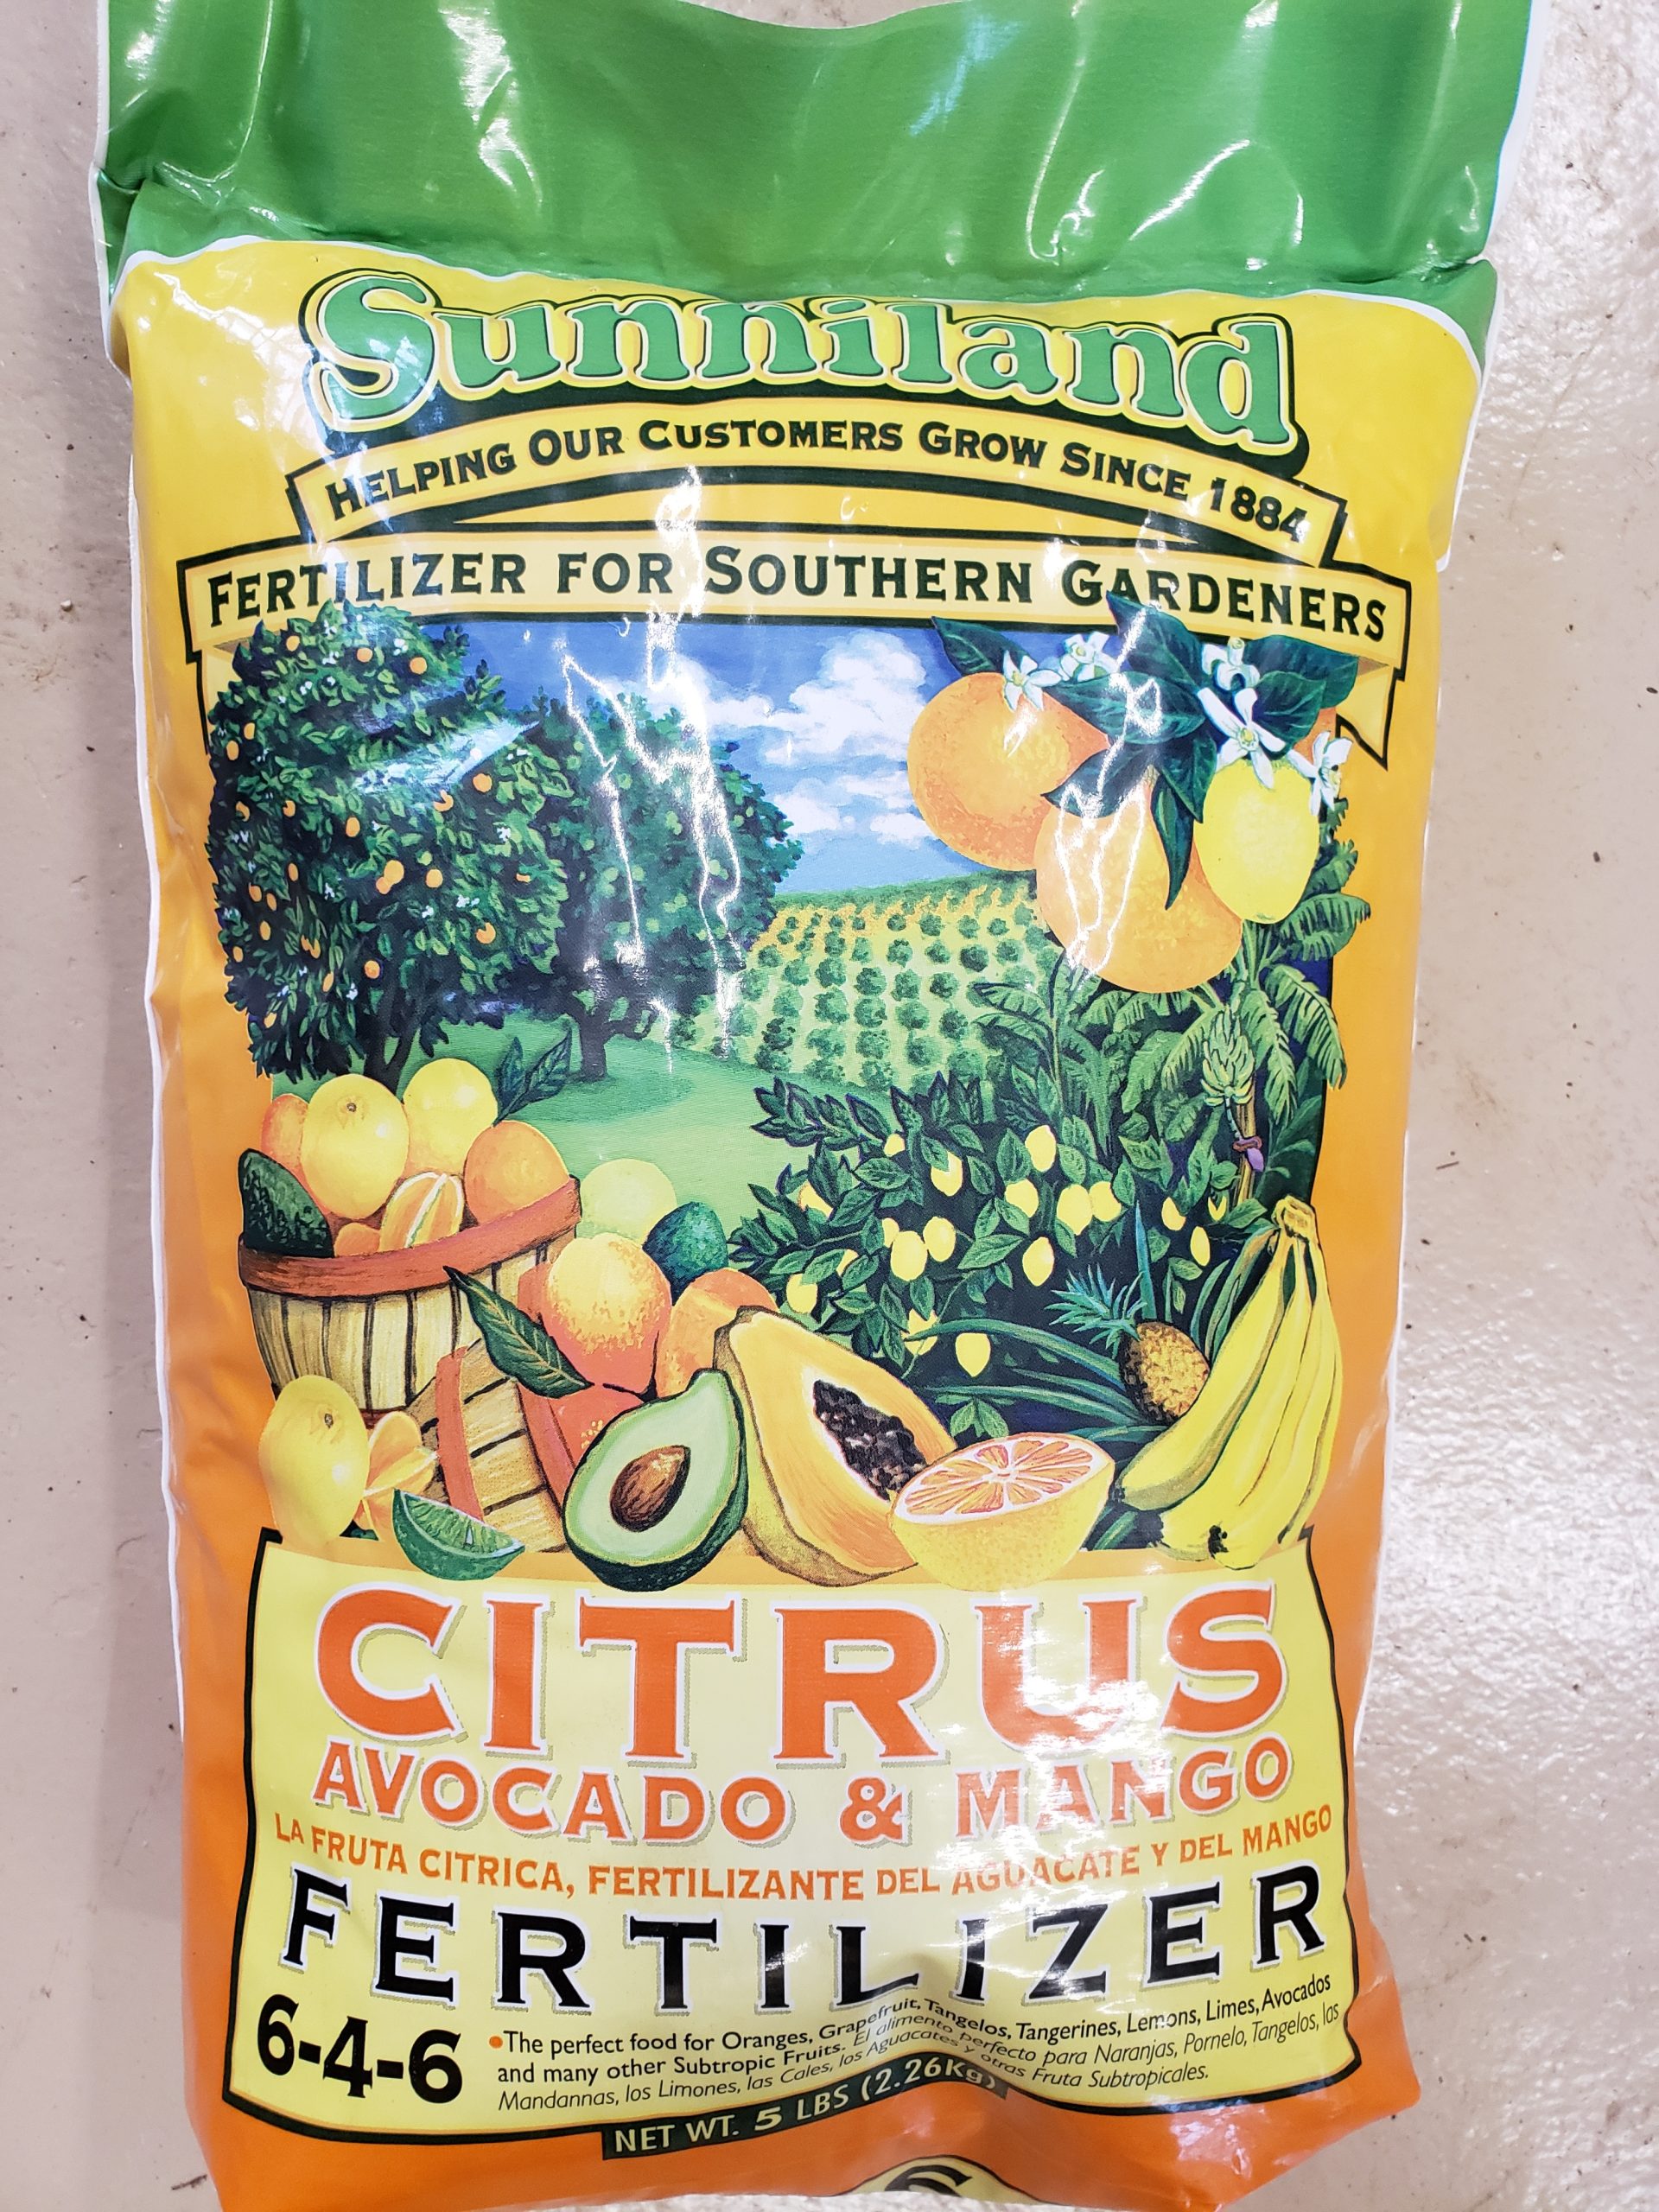 Sunniland
HELPING OUR CUSTOMERS GROW SINCE 1884
FERTILIZER FOR SOUTHERN GARDENERS
CITRUS
AVOCADO & MANGO
LA FRUTA CITRICA, FERTILIZANTE DEL AGUACATE Y DEL MANGO
FERTILIZER
6-4-6
•The perfect food for Oranges, Grapefruit, Tangelos, Tangerines, Lemons, Limes, Avocados
and many other Subtropic Fruits. El alimento perfecto para Naranjas, Pornelo, Tangelos, las
Mandannas, los Limones, las Cales, los Aguacates y otras Fruta Subtropicales.
NET WT. 5 LBS (2.26Kg)